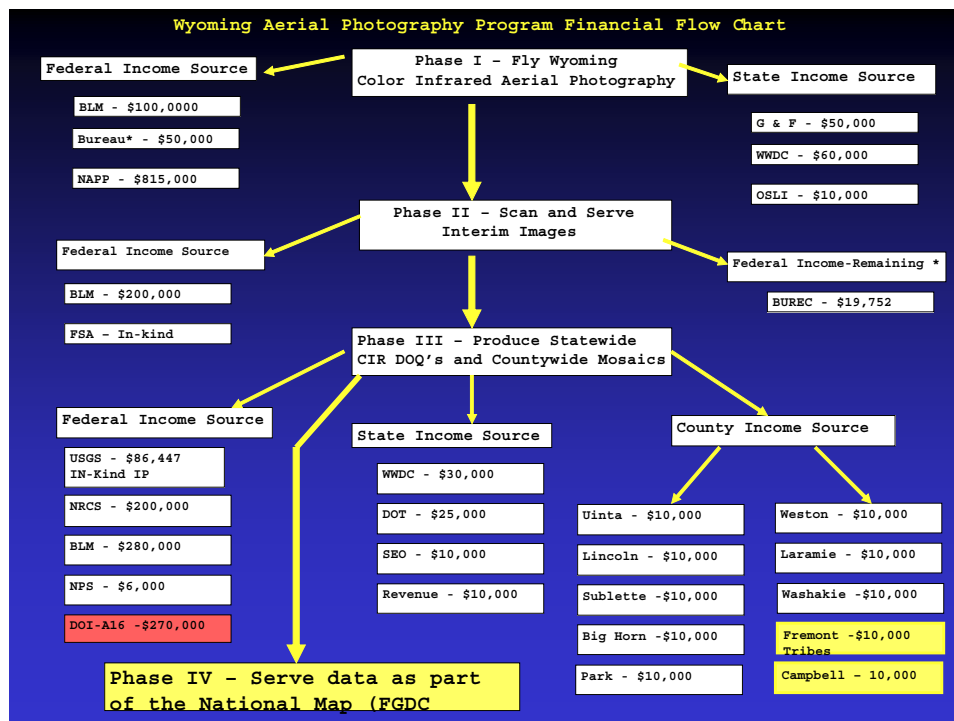 Wyoming Aerial Photography Program Financial Flow Chart
Phase I – Fly Wyoming
Color Infrared Aerial Photography
Federal Income Source
BLM - $100,0000
Bureau* - $50,000
NAPP - $815,000
State Income Source
G & F - $50,000
WWDC - $60,000
OSLI - $10,000
Phase II – Scan and Serve
Interim Images
Federal Income Source
BLM - $200,000
FSA – In-kind
Federal Income-Remaining *
BUREC - $19,752
Phase III - Produce Statewide
CIR DOQ's and Countywide Mosaics
Federal Income Source
USGS - $86,447
IN-Kind IP
NRCS - $200,000
BLM - $280,000
NPS - $6,000
DOI-A16 -$270,000
State Income Source
WWDC - $30,000
DOT - $25,000
SEO - $10,000
Revenue - $10,000
County Income Source
Uinta - $10,000
Lincoln - $10,000
Sublette -$10,000
Big Horn -$10,000
Park - $10,000
Weston - $10,000
Laramie - $10,000
Washakie -$10,000
Fremont -$10,000
Tribes
Campbell – 10,000
Phase IV – Serve data as part
of the National Map (FGDC